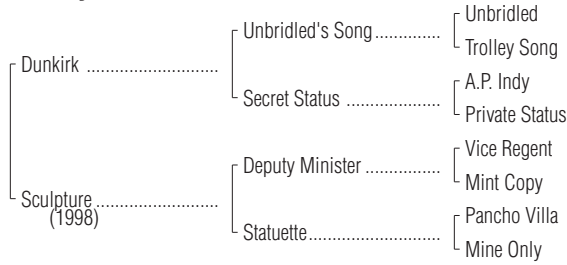 Unbridled
Unbridled's Song..............
Trolley Song
Dunkirk ..........................
A.P. Indy
Secret Status ..................
Private Status
Vice Regent
Deputy Minister ...............
Mint Copy
Sculpture........................
(1998)
Pancho Villa
Statuette..........................
Mine Only